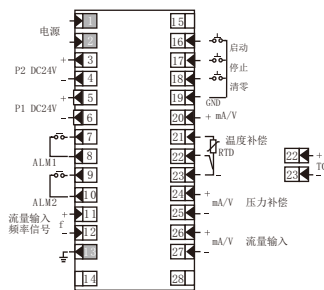 电源
1
2
P2 DC24V
+
3
-
4
P1 DC24V
+
5
-
6
7
ALM1
8
9
ALM2
10
流量输入
频率信号
+
f
-
11
12
13
14
15
16
启动
17
停止
18
清零
19
GND
20
+ mA/V
21
温度补偿
RTD
22
23
24
+
mA/V 压力补偿
25
-
26
+
mA/V 流量输入
27
-
28
22
+
23
-